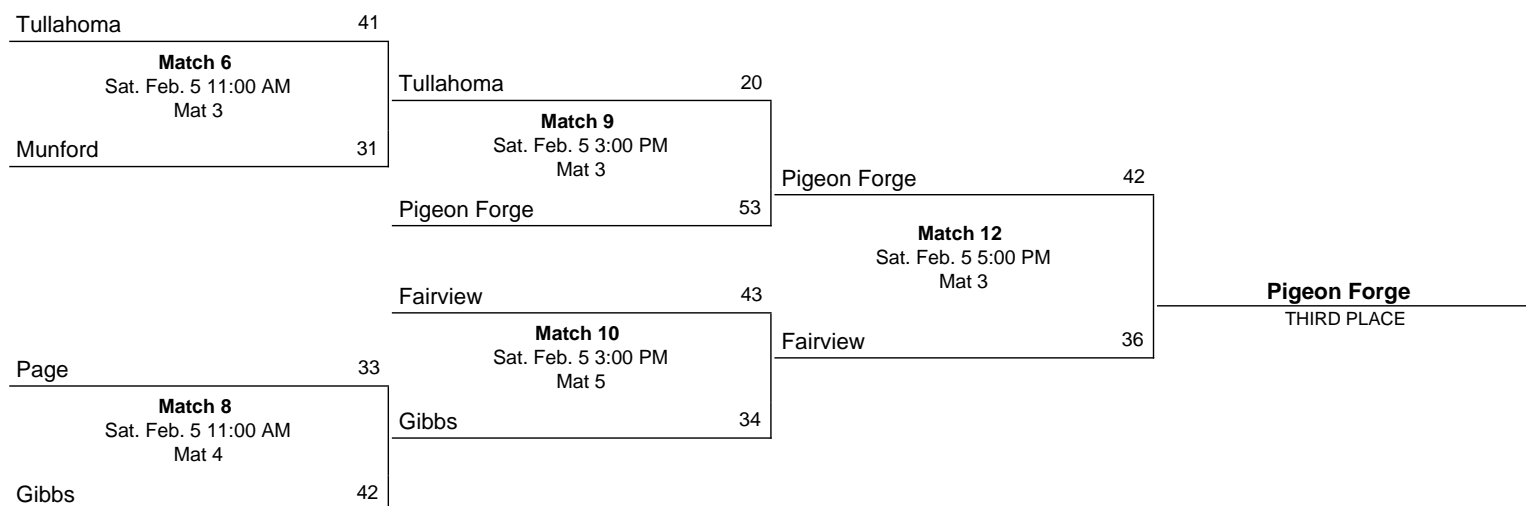 Tullahoma 41
Match 6
Sat. Feb. 5 11:00 AM
Mat 3
Munford 31
Tullahoma 20
Match 9
Sat. Feb. 5 3:00 PM
Mat 3
Pigeon Forge 53
Pigeon Forge 42
Match 12
Sat. Feb. 5 5:00 PM
Mat 3
Fairview 36
Pigeon Forge
THIRD PLACE
Fairview 43
Match 10
Sat. Feb. 5 3:00 PM
Mat 5
Gibbs 34
Page 33
Match 8
Sat. Feb. 5 11:00 AM
Mat 4
Gibbs 42